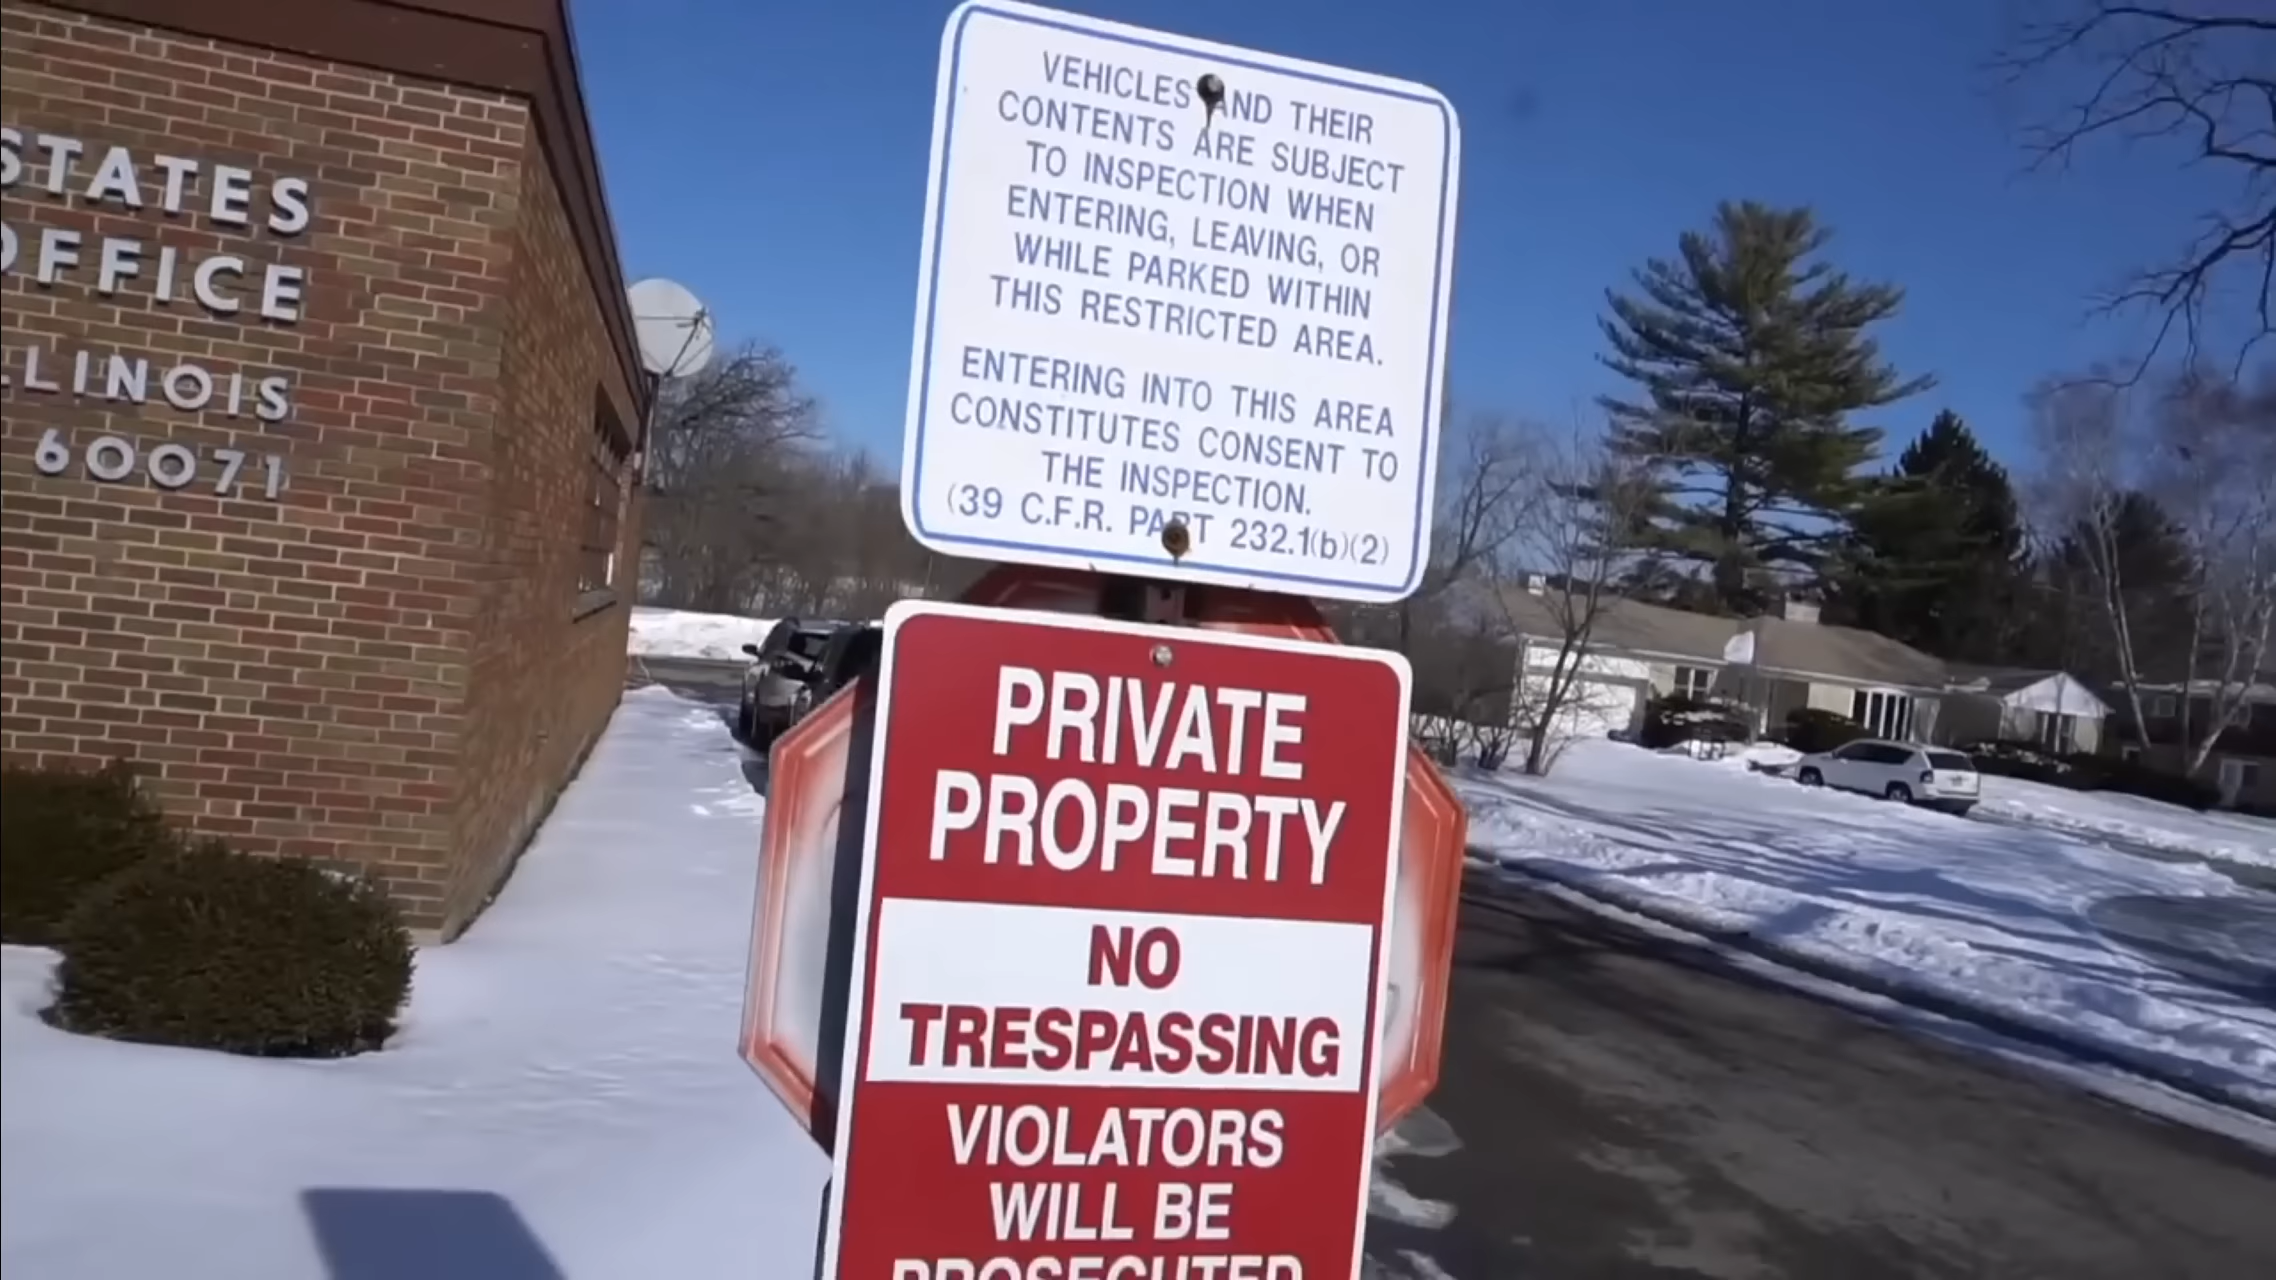 STATES
OFFICE
ILLINOIS
60071
VEHICLES AND THEIR
CONTENTS ARE SUBJECT
TO INSPECTION WHEN
ENTERING, LEAVING, OR
WHILE PARKED WITHIN
THIS RESTRICTED AREA.
ENTERING INTO THIS AREA
CONSTITUTES CONSENT TO
THE INSPECTION.
(39 C.F.R. PART 232.1(b)(2)
PRIVATE
PROPERTY
NO
TRESPASSING
VIOLATORS
WILL BE
PROSECUTED